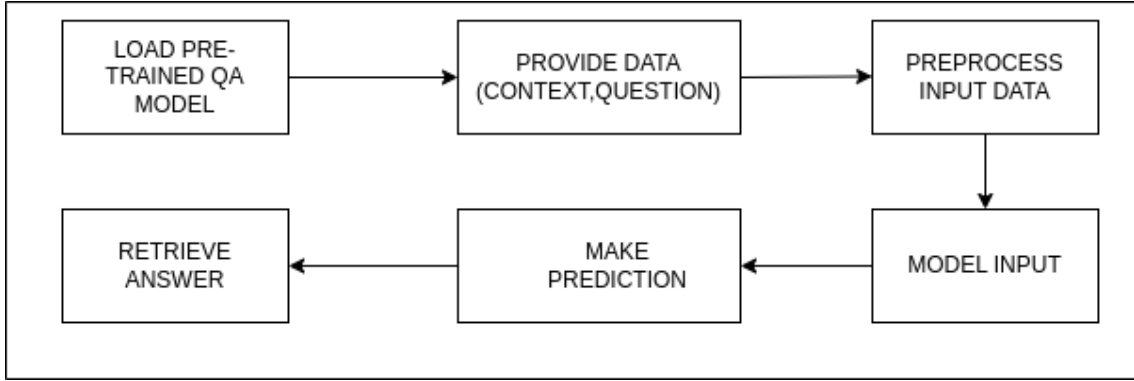 LOAD PRE-
TRAINED QA
MODEL
PROVIDE DATA
(CONTEXT,QUESTION)
PREPROCESS
INPUT DATA
RETRIEVE
ANSWER
MAKE
PREDICTION
MODEL INPUT